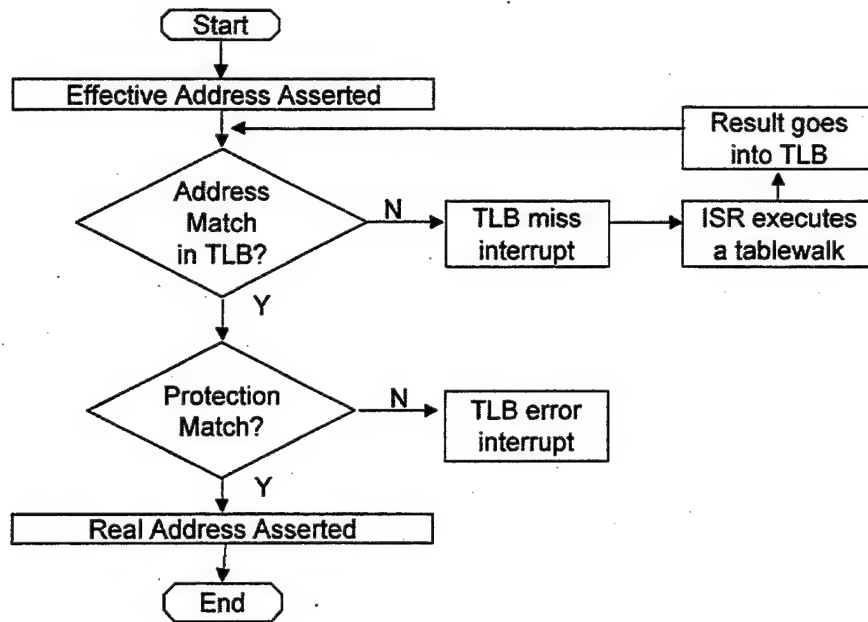 Start
Effective Address Asserted
Address
Match
in TLB?
N
TLB miss
interrupt
ISR executes
a tablewalk
Result goes
into TLB
Y
Protection
Match?
N
TLB error
interrupt
Y
Real Address Asserted
End